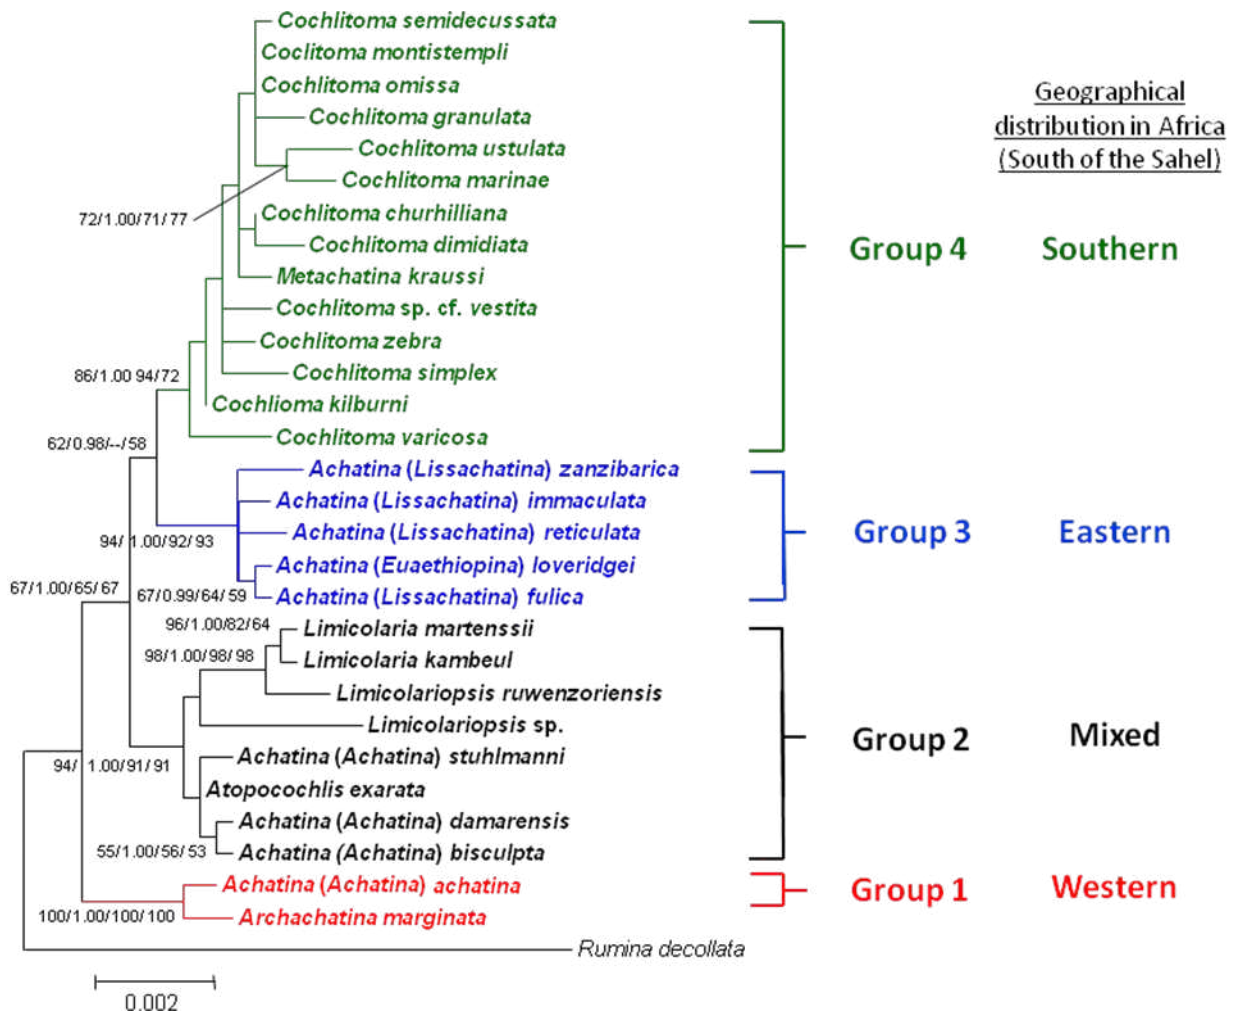 Cochlitoma semidecussata
Coclitoma montistempli
Cochlitoma omissa
Cochlitoma granulata
Cochlitoma ustulata
Cochlitoma marinae
72/1.00/71/77
Cochlitoma churhilliana
Cochlitoma dimidiata
Metachatina kraussi
Cochlitoma sp. cf. vestita
Cochlitoma zebra
Cochlitoma simplex
86/1.00 94/72
Cochlioma kilburni
Cochlitoma varicosa
62/0.98/--/58
Achatina (Lissachatina) zanzibarica
Achatina (Lissachatina) immaculata
Achatina (Lissachatina) reticulata
94/ 1.00/92/93
Achatina (Euaethiopina) loveridgei
Achatina (Lissachatina) fulica
67/1.00/65/67
67/0.99/64/59
96/1.00/82/64
Limicolaria martenssii
98/1.00/98/98
Limicolaria kambeul
Limicolariopsis ruwenzoriensis
Limicolariopsis sp.
Achatina (Achatina) stuhlmanni
94/ 1.00/91/91
Atopocochlis exarata
Achatina (Achatina) damarensis
Achatina (Achatina) bisculpta
55/1.00/56/53
Achatina (Achatina) achatina
100/1.00/100/100
Archachatina marginata
Rumina decollata
0.002
Geographical
distribution in Africa
(South of the Sahel)
Group 4 Southern
Group 3 Eastern
Group 2 Mixed
Group 1 Western